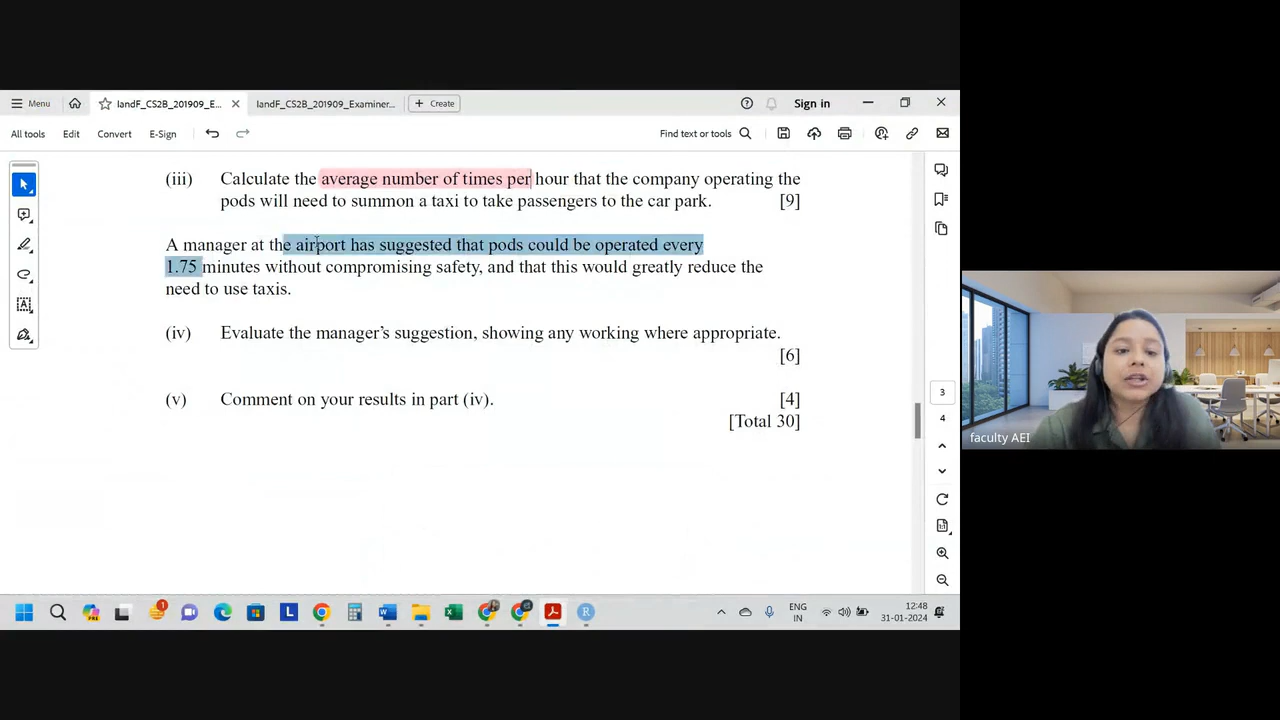 Menu
landF_CS2B_201909_E...
landF_CS2B_201909_Examiner...
Create
Sign in
All tools
Edit
Convert
E-Sign
Find text or tools
(iii) Calculate the average number of times per hour that the company operating the
pods will need to summon a taxi to take passengers to the car park. [9]
A manager at the airport has suggested that pods could be operated every
1.75 minutes without compromising safety, and that this would greatly reduce the
need to use taxis.
(iv) Evaluate the manager's suggestion, showing any working where appropriate.
[6]
(v) Comment on your results in part (iv). [4]
[Total 30]
3
4
faculty AEI
ENG
IN
12:48
31-01-2024